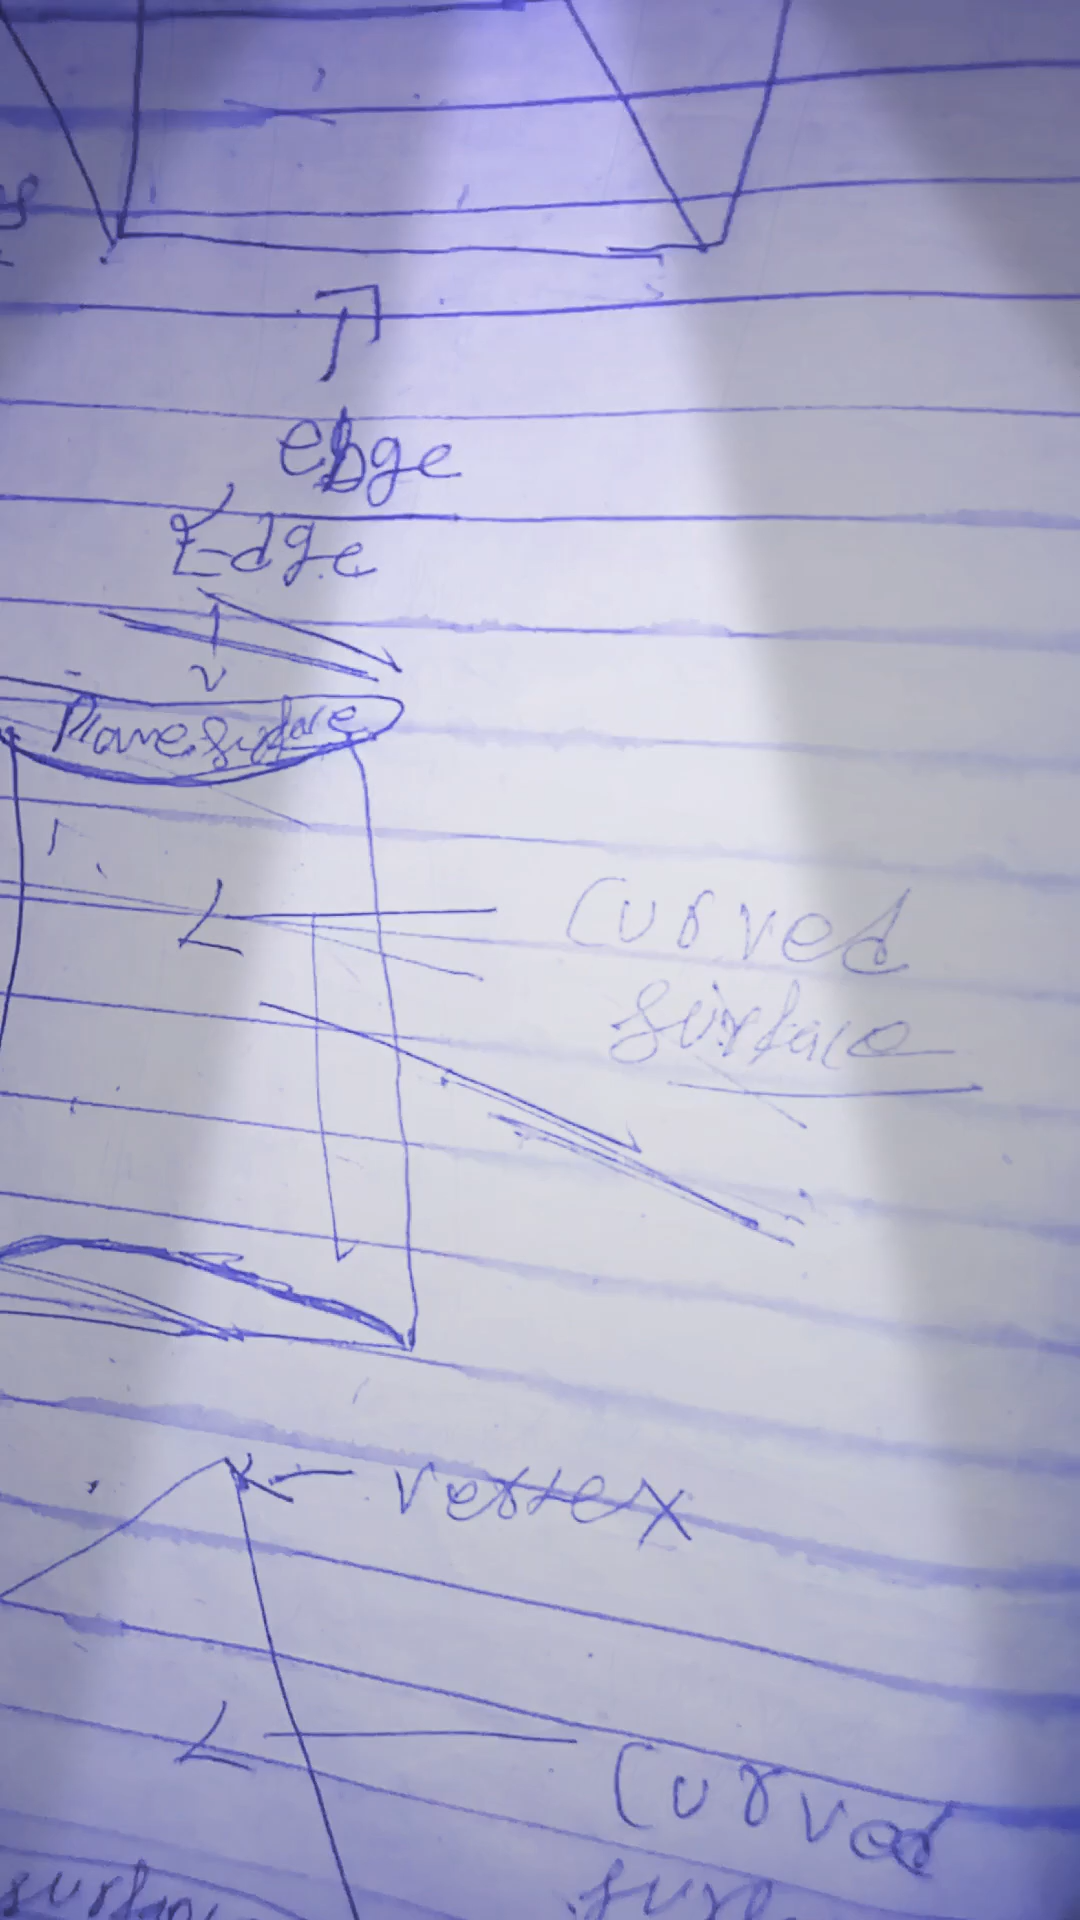 edge
Edge
Plane surface
Curved
surface
vertex
Curved